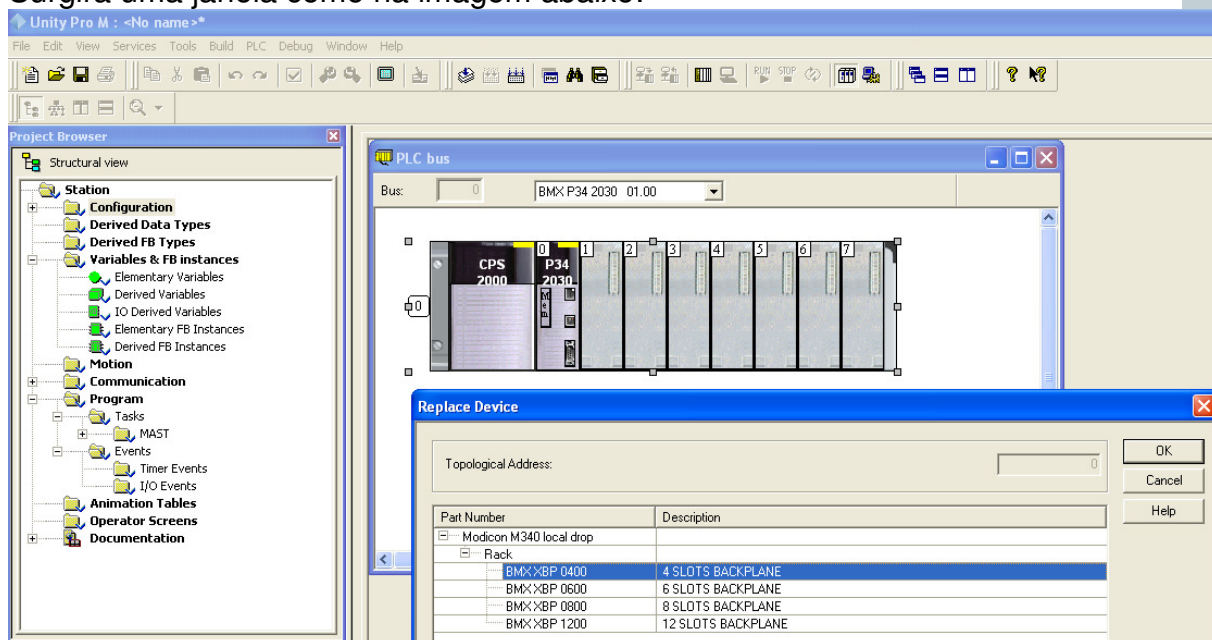 Surgirá uma janela como na imagem abaixo:
Unity Pro M : <No name>*
File Edit View Services Tools Build PLC Debug Window Help
RUN STOP
Project Browser
Structural view
Station
Configuration
Derived Data Types
Derived FB Types
Variables & FB instances
Elementary Variables
Derived Variables
IO Derived Variables
Elementary FB Instances
Derived FB Instances
Motion
Communication
Program
Tasks
MAST
Events
Timer Events
I/O Events
Animation Tables
Operator Screens
Documentation
PLC bus
Bus: 0 BMX P34 2030 01.00
0 1 2 3 4 5 6 7
CPS 2000
P34 2030
0
Replace Device
Topological Address: 0
OK
Cancel
Help
Part Number Description
Modicon M340 local drop
Rack
BMX XBP 0400 4 SLOTS BACKPLANE
BMX XBP 0600 6 SLOTS BACKPLANE
BMX XBP 0800 8 SLOTS BACKPLANE
BMX XBP 1200 12 SLOTS BACKPLANE